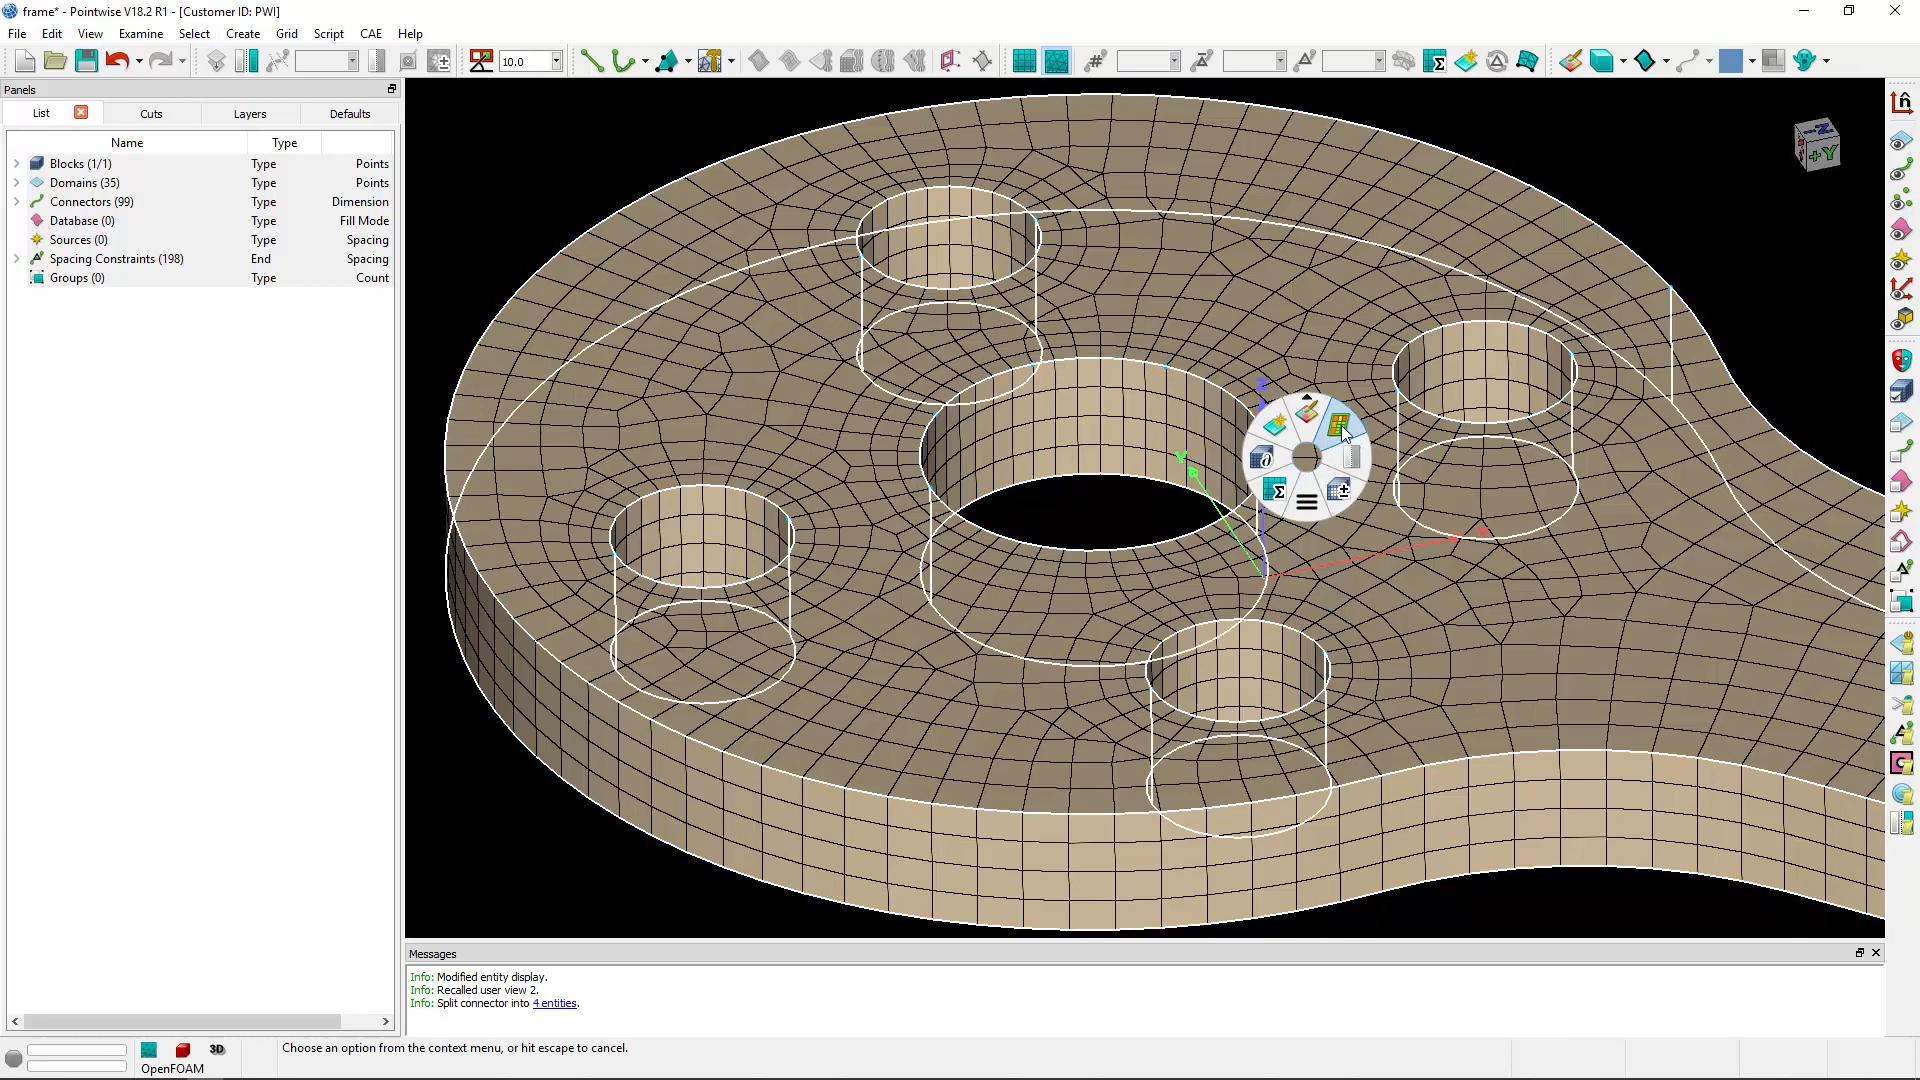 frame* - Pointwise V18.2 R1 - [Customer ID: PWI]
File Edit View Examine Select Create Grid Script CAE Help
10.0
Panels
List Cuts Layers Defaults
Name Type
Blocks (1/1) Type Points
Domains (35) Type Points
Connectors (99) Type Dimension
Database (0) Type Fill Mode
Sources (0) Type Spacing
Spacing Constraints (198) End Spacing
Groups (0) Type Count
-Z
+Y
Z
Y
X
Messages
Info: Modified entity display.
Info: Recalled user view 2.
Info: Split connector into 4 entities.
3D
OpenFOAM
Choose an option from the context menu, or hit escape to cancel.